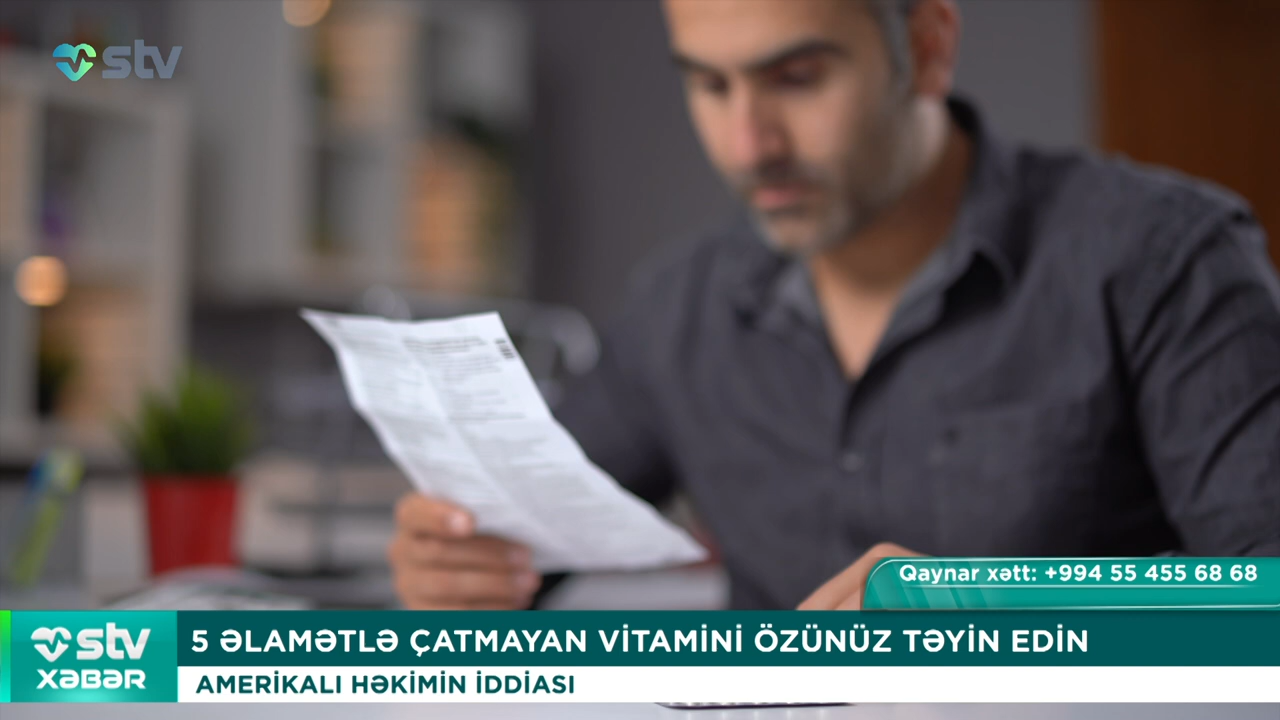 stv
Qaynar xətt: +994 55 455 68 68
stv
XƏBƏR
5 ƏLAMƏTLƏ ÇATMAYAN VİTAMİNİ ÖZÜNÜZ TƏYİN EDİN
AMERİKALI HƏKİMİN İDDİASI